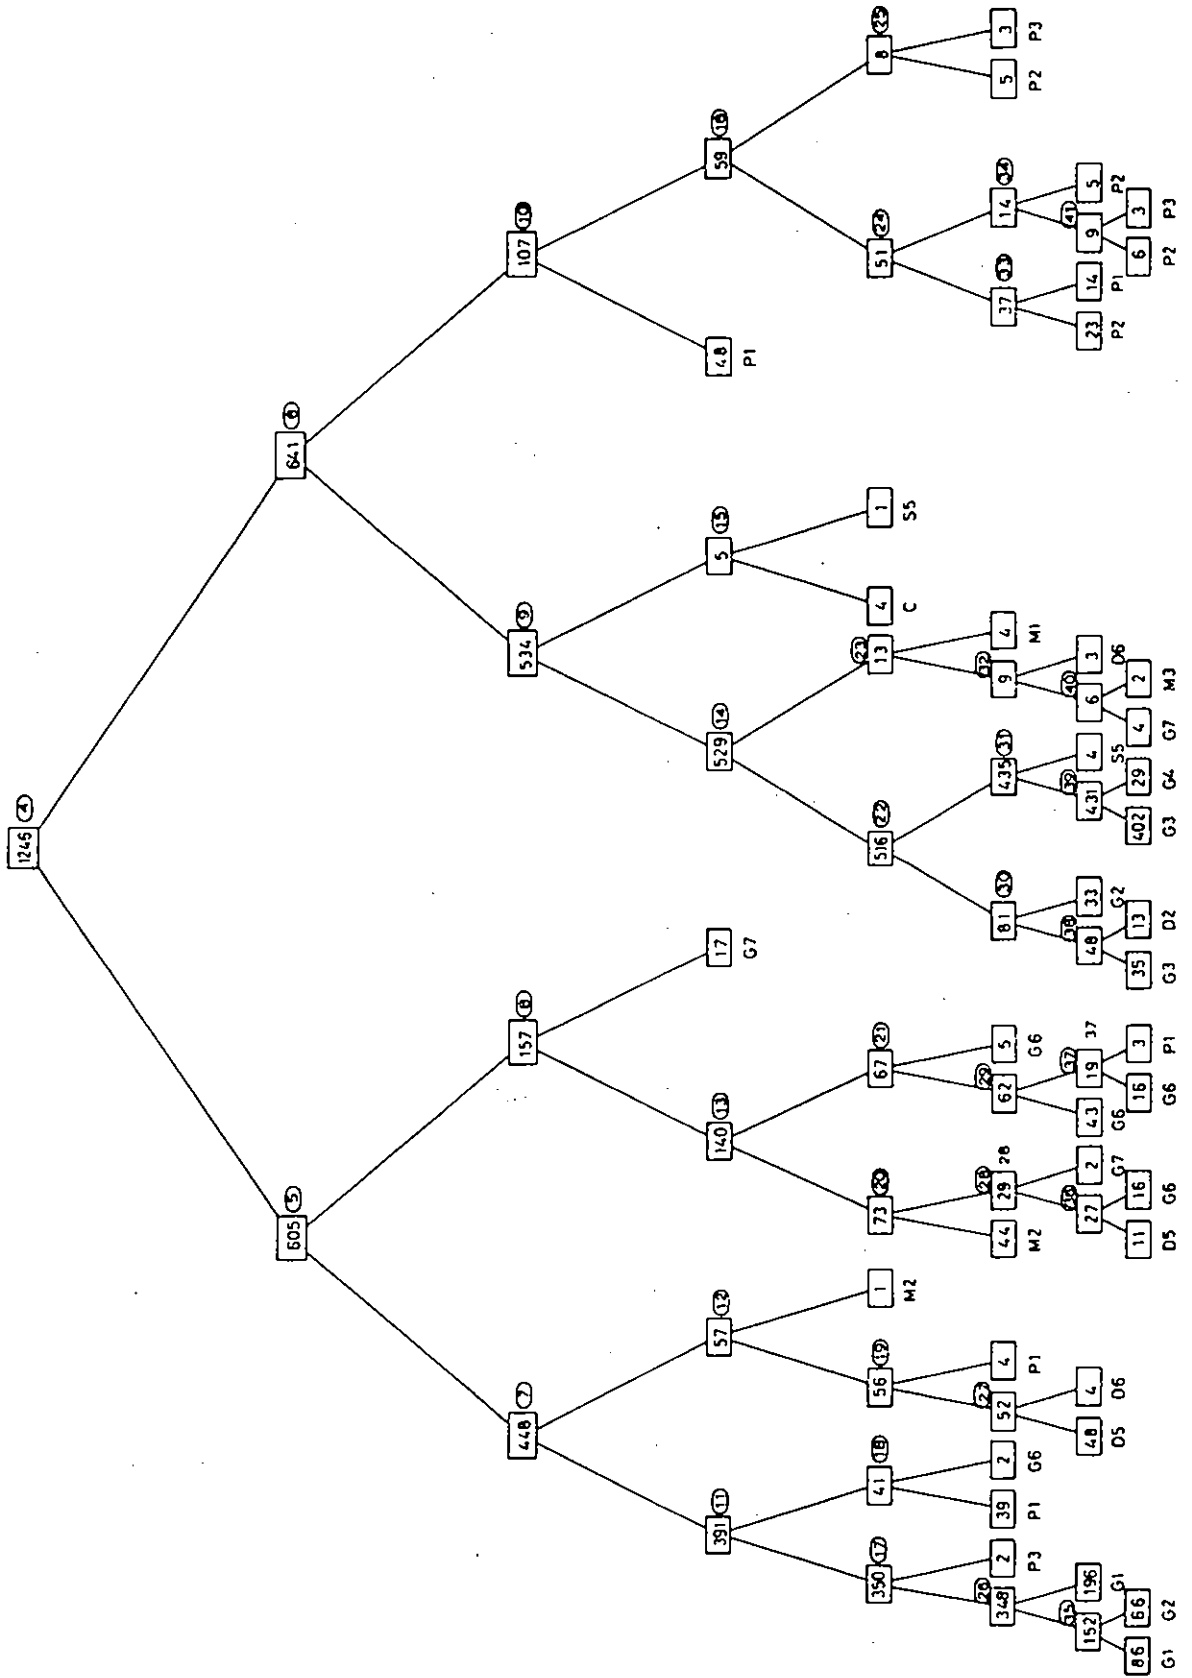 1246 4
605 5 641 6
448 7 157 8 534 9 107 10
391 11 57 12 140 13 17 529 14 5 15 48 59 16
G7 P1
350 17 41 18 56 19 1 73 20 67 21 516 22 13 23 4 1 51 24 8 25
M2 C S5
348 26 2 39 2 52 27 4 44 29 28 28 62 29 5 81 30 435 31 9 32 4 37 33 14 34 5 3
P3 P1 G6 P1 M2 G6 M1 P2 P3
152 35 196 48 4 27 36 2 43 19 37 37 48 38 33 431 39 4 6 40 3 23 14 9 41 5
G1 D5 D6 G7 G6 G2 S5 D6 P2 P1 P2
86 66 11 16 16 3 35 13 402 29 4 2 6 3
G1 G2 D5 G6 G6 P1 G3 D2 G3 G4 G7 M3 P2 P3